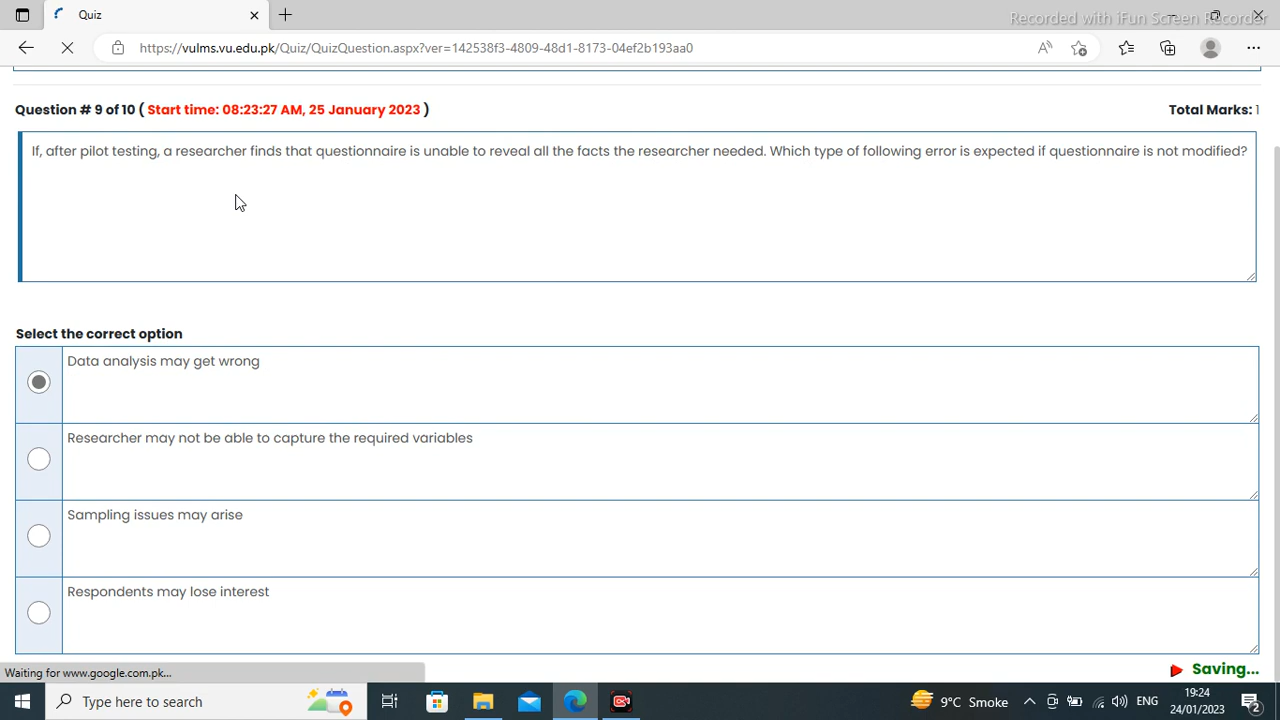 Quiz
Recorded with iFun Screen Recorder
https://vulms.vu.edu.pk/Quiz/QuizQuestion.aspx?ver=142538f3-4809-48d1-8173-04ef2b193aa0
Question # 9 of 10 ( Start time: 08:23:27 AM, 25 January 2023 )
Total Marks: 1
If, after pilot testing, a researcher finds that questionnaire is unable to reveal all the facts the researcher needed. Which type of following error is expected if questionnaire is not modified?
Select the correct option
Data analysis may get wrong
Researcher may not be able to capture the required variables
Sampling issues may arise
Respondents may lose interest
Waiting for www.google.com.pk...
Saving...
Type here to search
9°C Smoke
ENG
19:24
24/01/2023
2